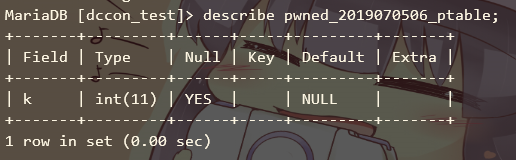 MariaDB [dccon_test]> describe pwned_2019070506_ptable;
+-------+---------+------+-----+---------+-------+
| Field | Type    | Null | Key | Default | Extra |
+-------+---------+------+-----+---------+-------+
| k     | int(11) | YES  |     | NULL    |       |
+-------+---------+------+-----+---------+-------+
1 row in set (0.00 sec)